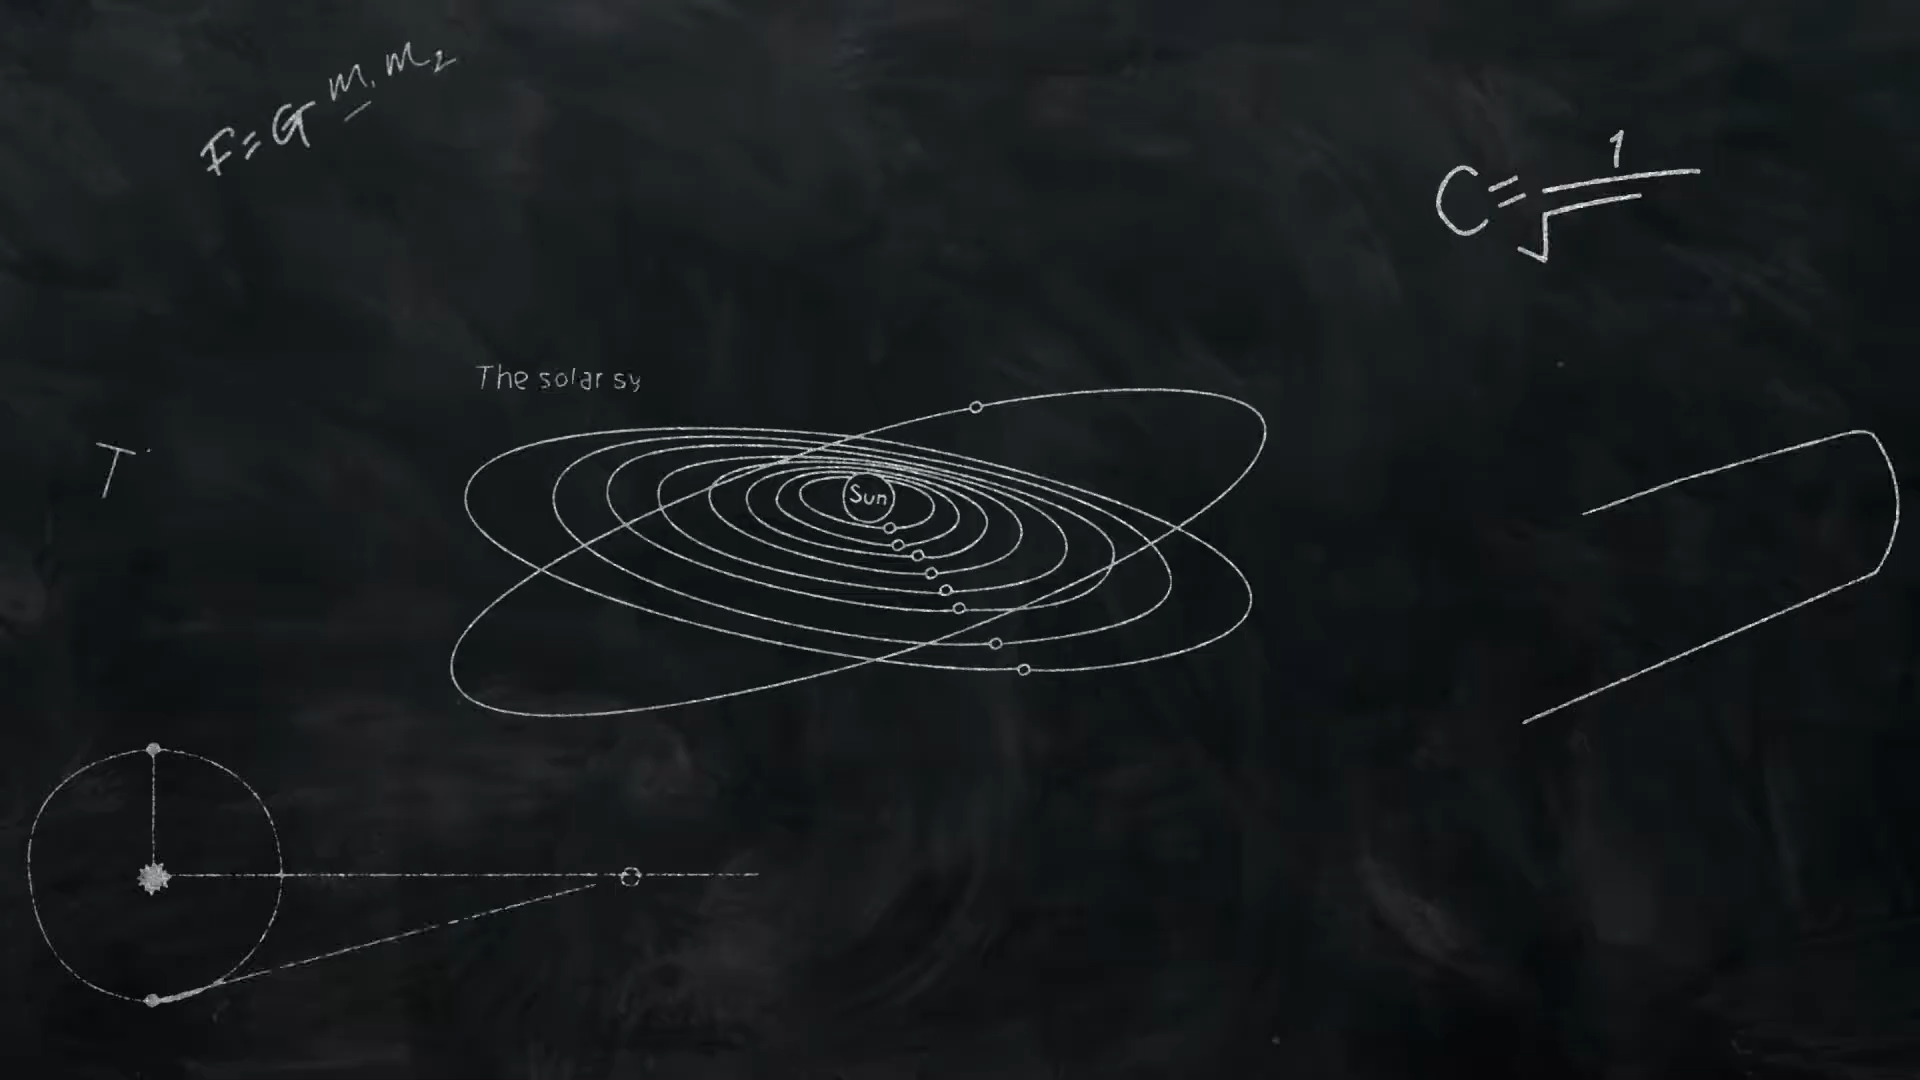 F=G m₁m₂
C= 1 √
The solar sy
T
Sun